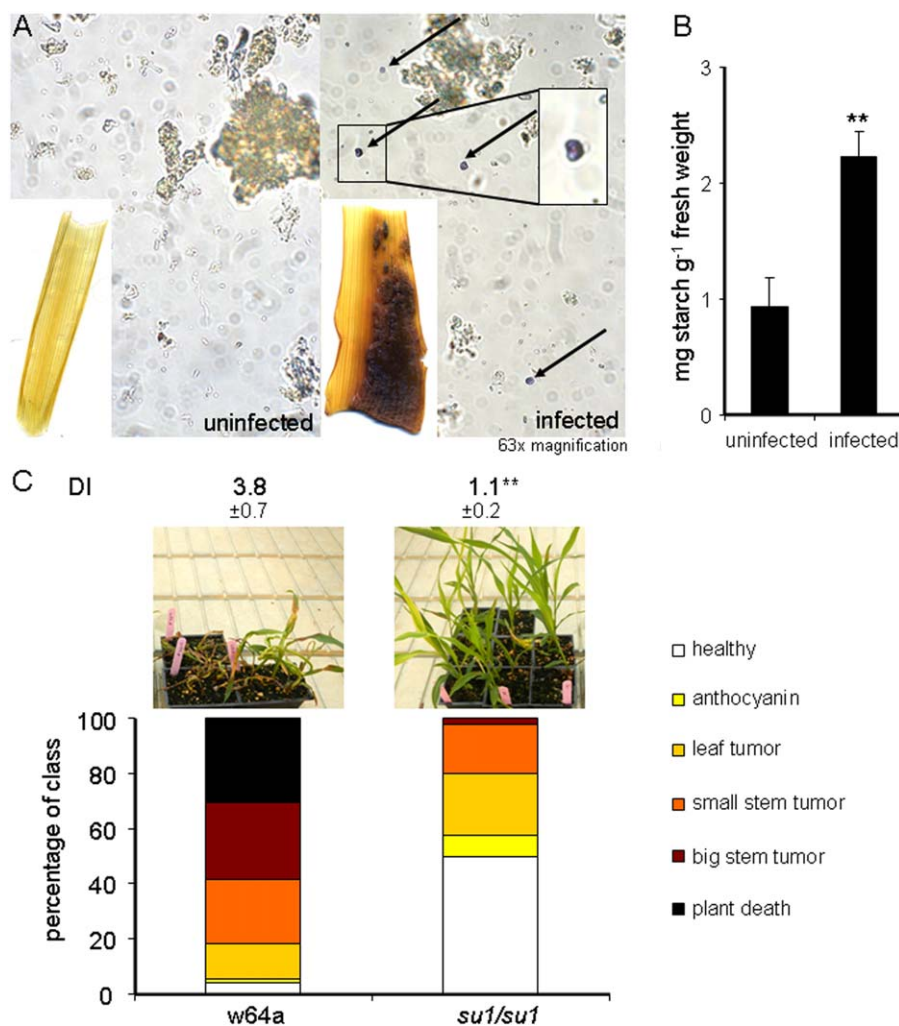 A
uninfected
infected
63x magnification
B
mg starch g⁻¹ fresh weight
3
2
1
0
**
uninfected
infected
C
DI
3.8
±0.7
1.1**
±0.2
percentage of class
100
80
60
40
20
0
w64a
su1/su1
healthy
anthocyanin
leaf tumor
small stem tumor
big stem tumor
plant death